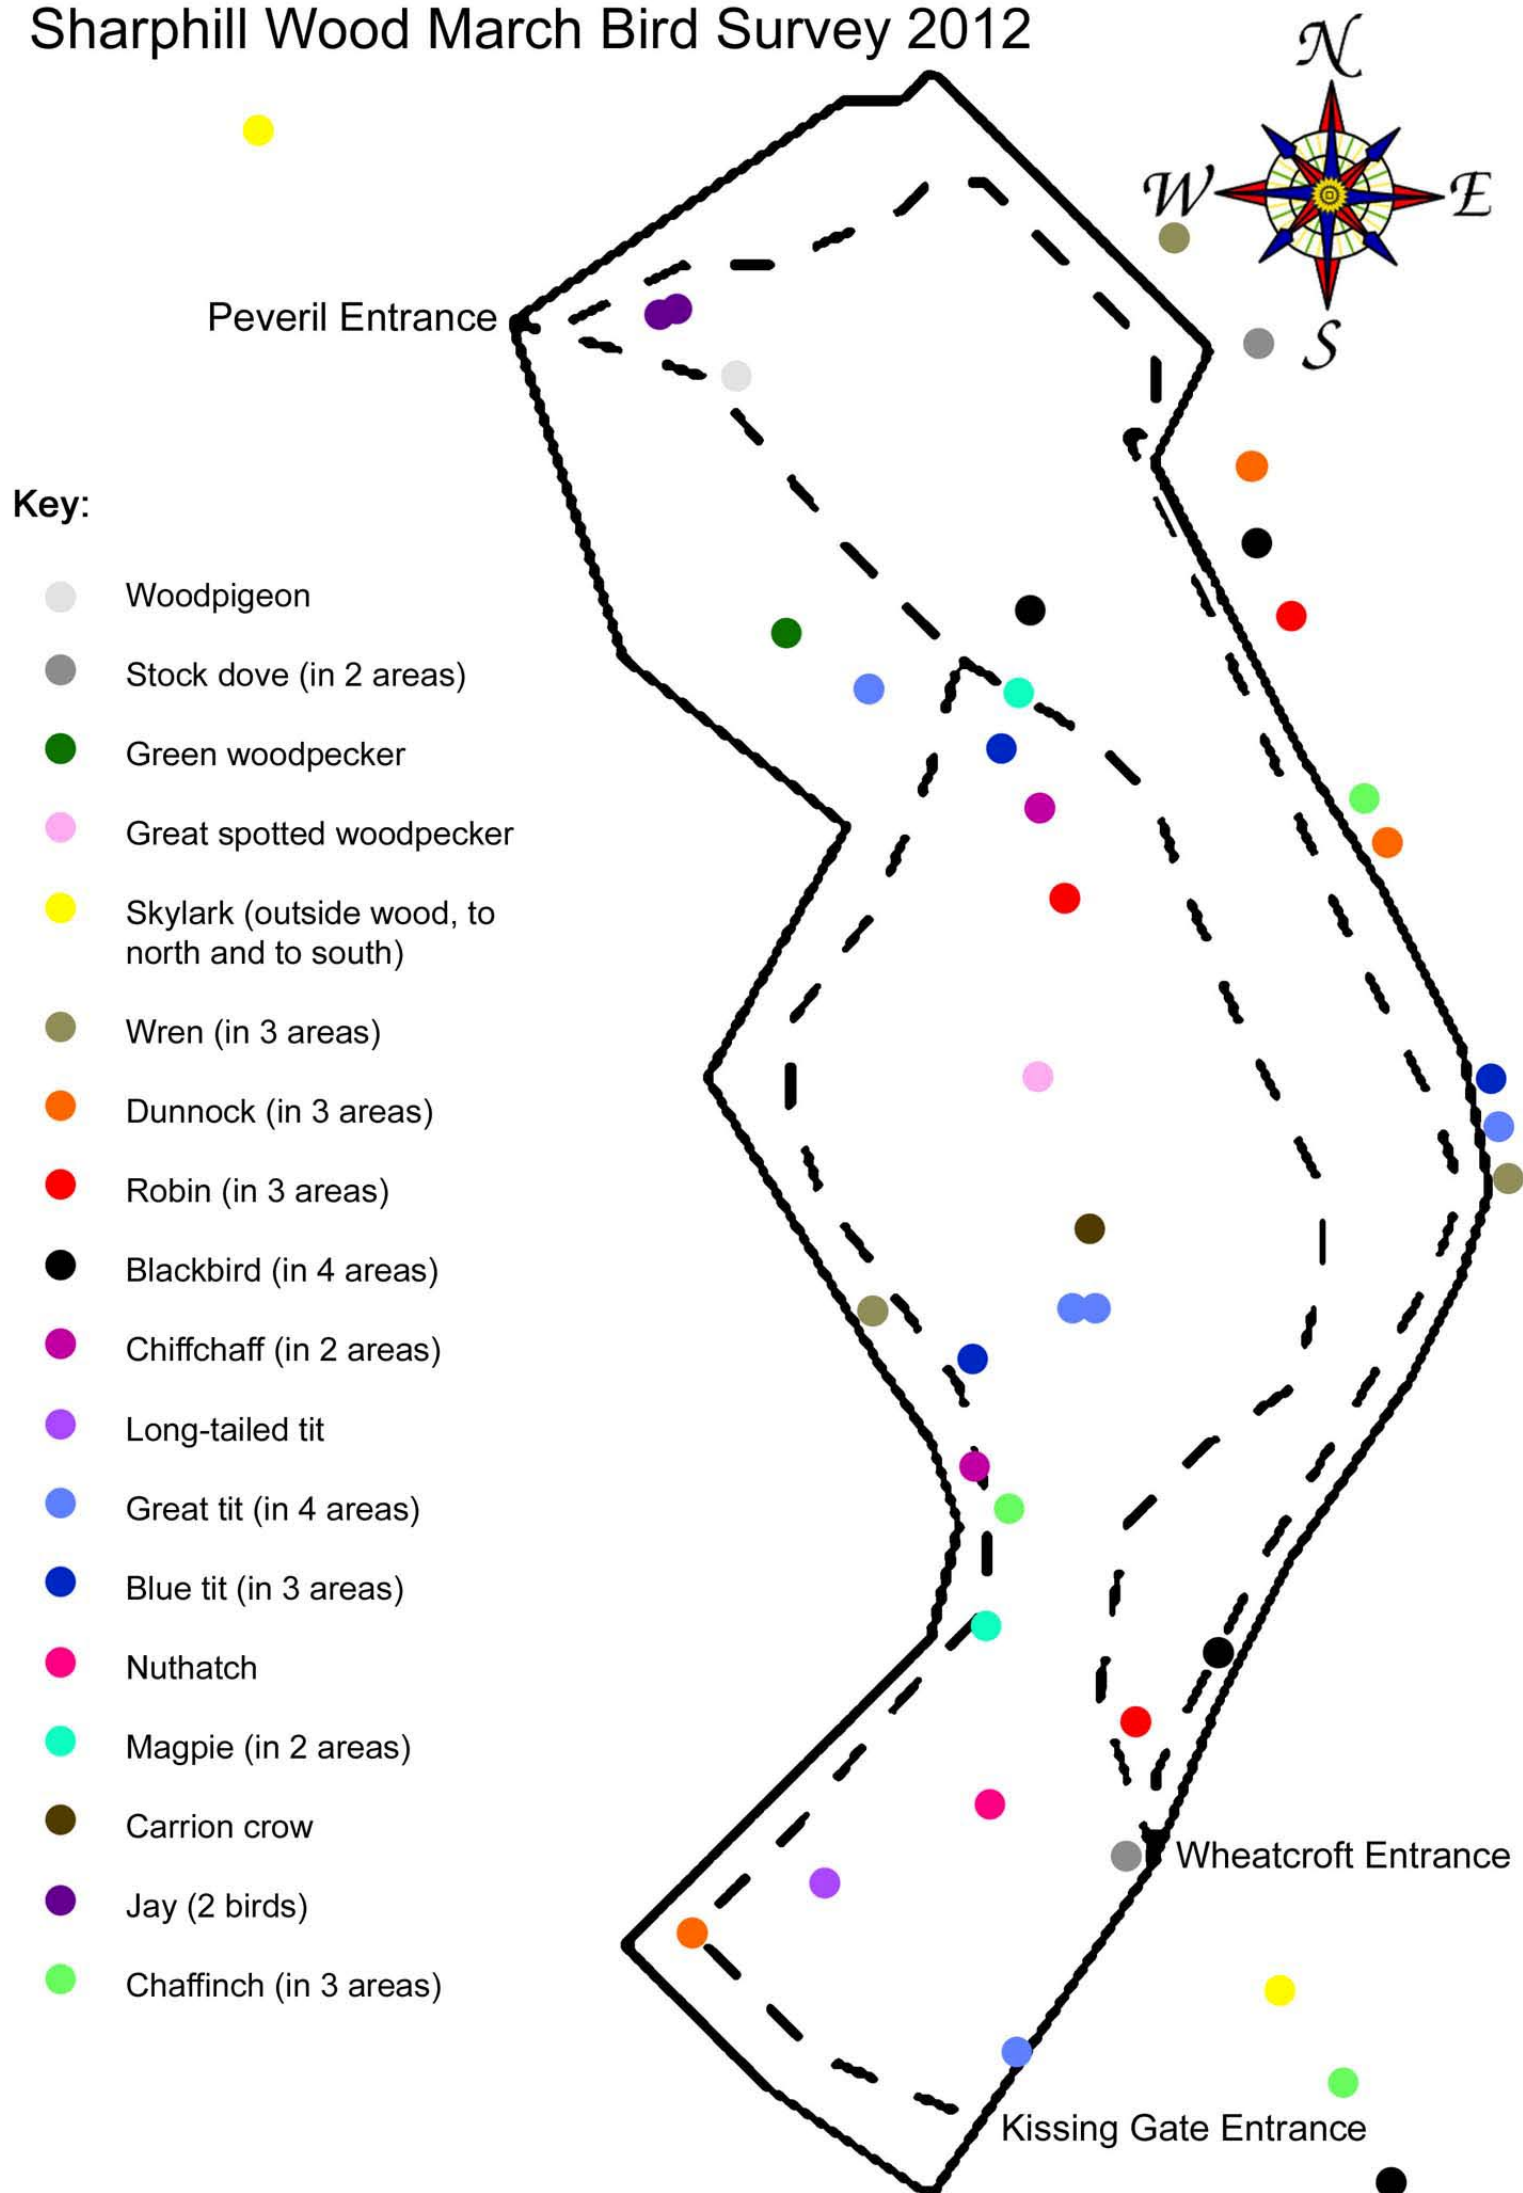 Sharphill Wood March Bird Survey 2012
N
W
E
S
Peveril Entrance
Key:
Woodpigeon
Stock dove (in 2 areas)
Green woodpecker
Great spotted woodpecker
Skylark (outside wood, to
north and to south)
Wren (in 3 areas)
Dunnock (in 3 areas)
Robin (in 3 areas)
Blackbird (in 4 areas)
Chiffchaff (in 2 areas)
Long-tailed tit
Great tit (in 4 areas)
Blue tit (in 3 areas)
Nuthatch
Magpie (in 2 areas)
Carrion crow
Jay (2 birds)
Chaffinch (in 3 areas)
Wheatcroft Entrance
Kissing Gate Entrance